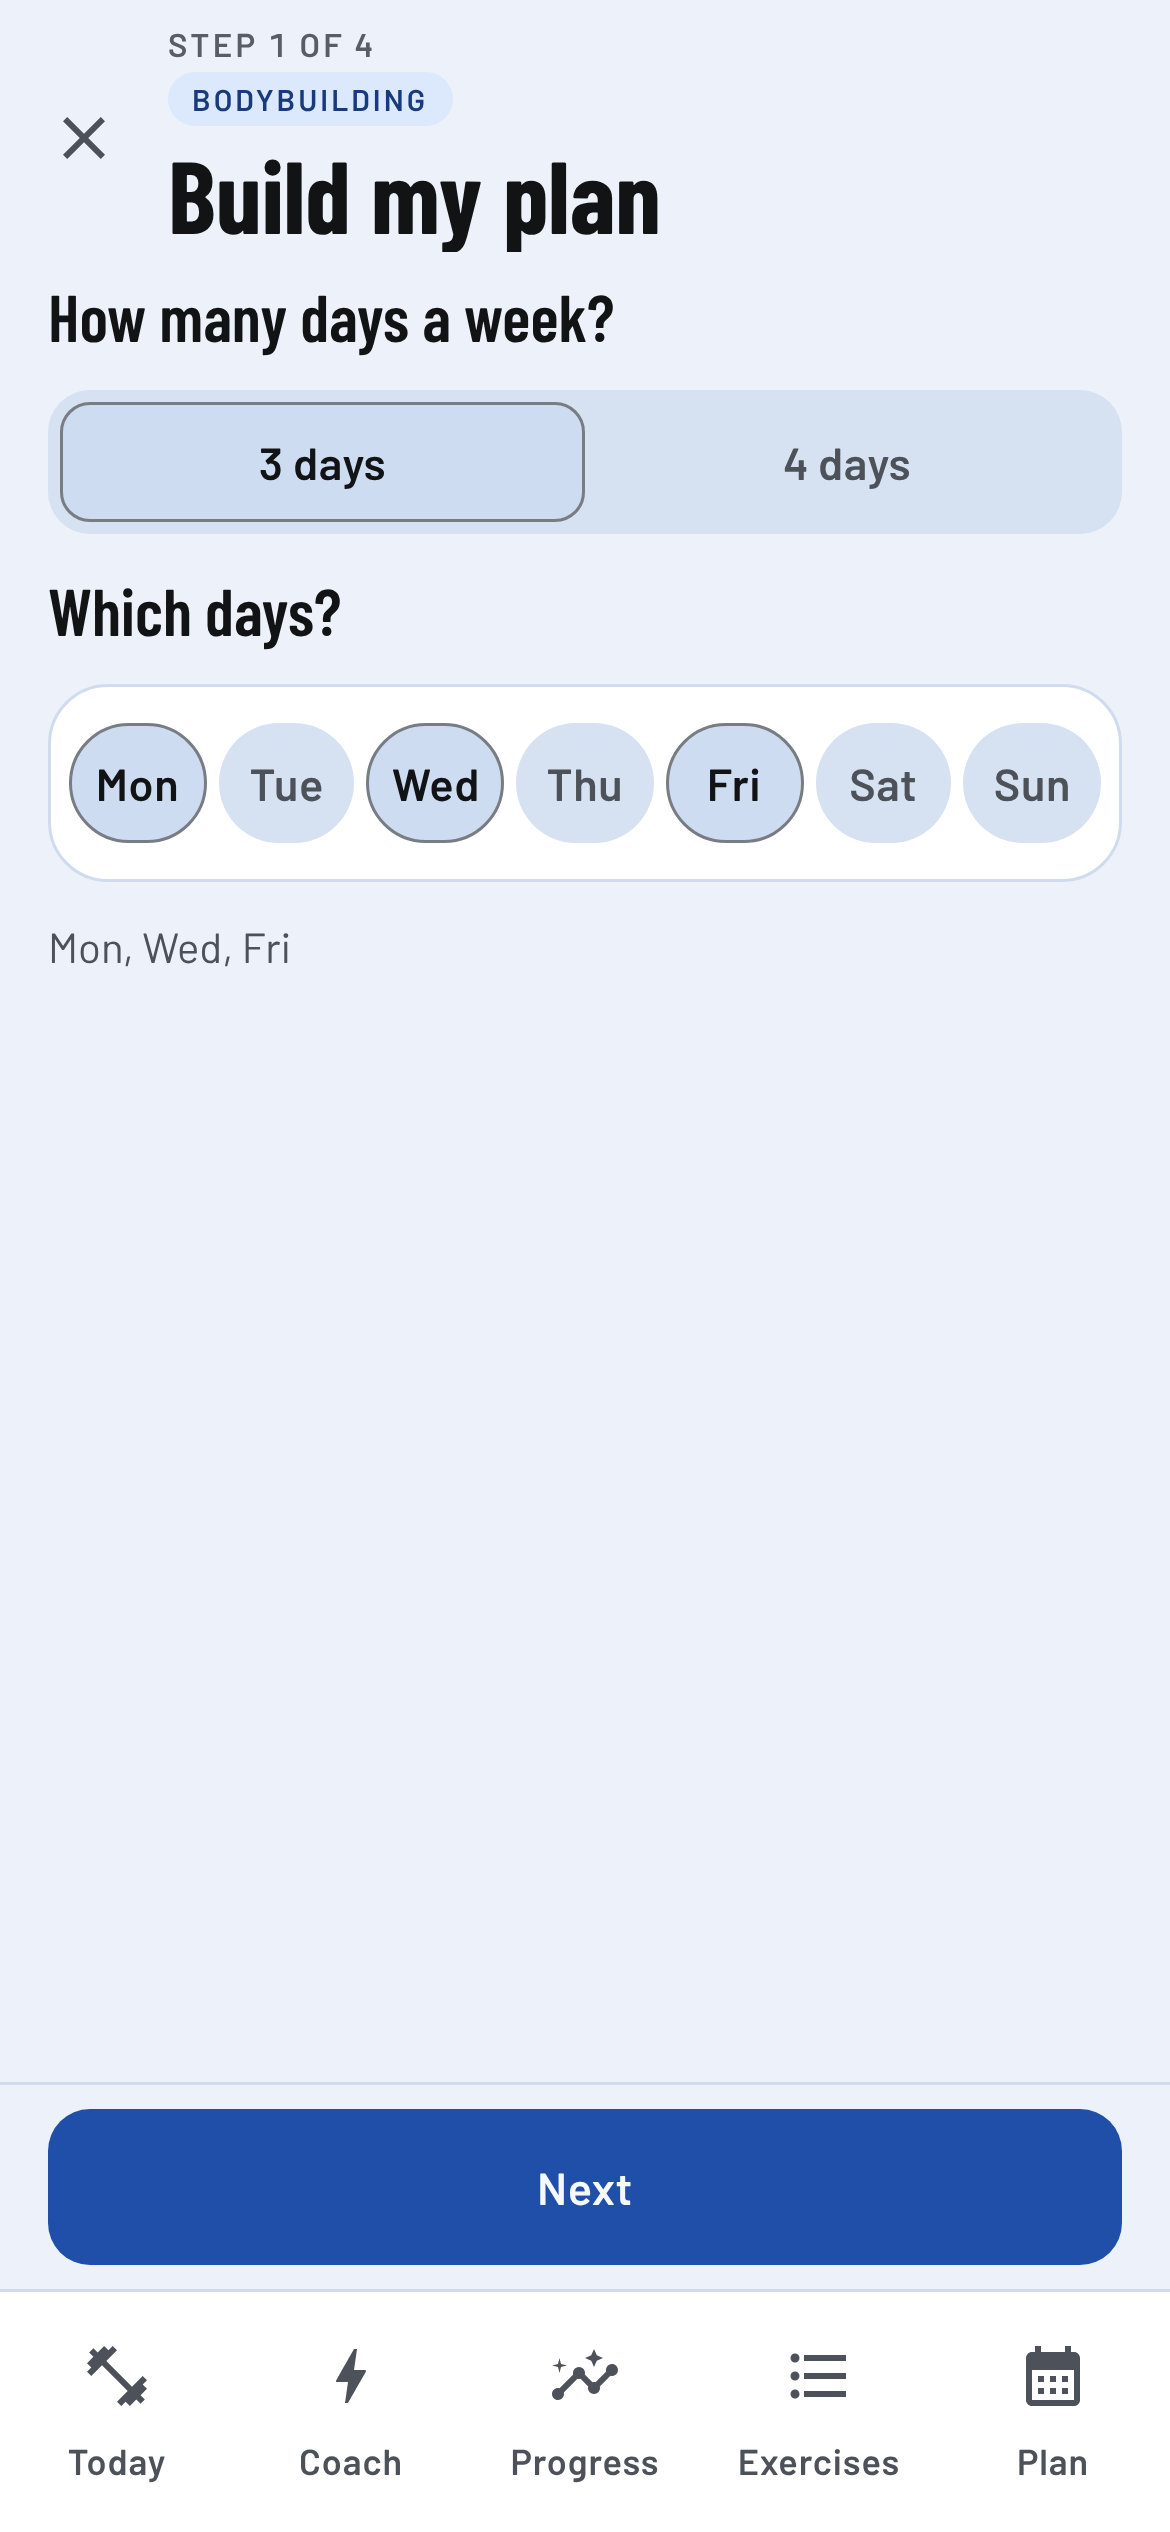 STEP 1 OF 4
BODYBUILDING
Build my plan
How many days a week?
3 days 4 days
Which days?
Mon Tue Wed Thu Fri Sat Sun
Mon, Wed, Fri
Next
Today Coach Progress Exercises Plan